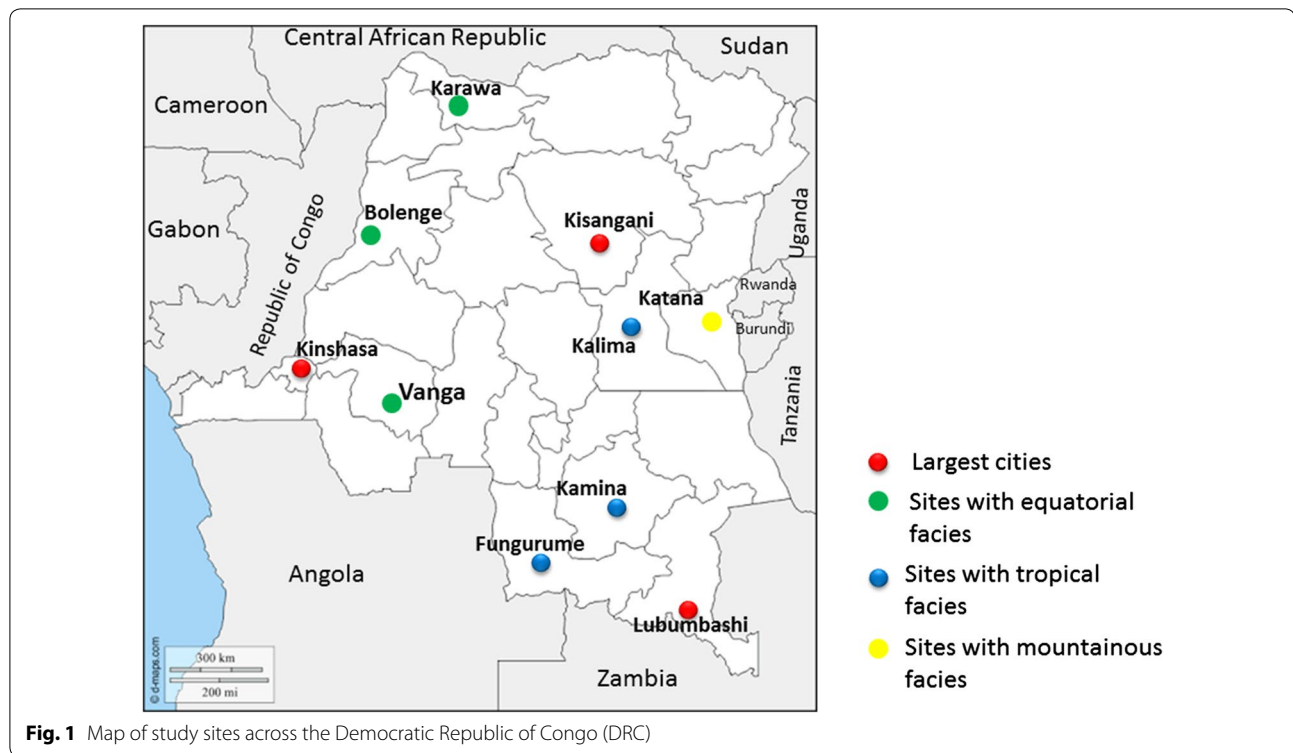 Central African Republic
Sudan
Cameroon
Karawa
Gabon
Republic of Congo
Bolenge
Kisangani
Uganda
Katana
Rwanda
Burundi
Kalima
Kinshasa
Vanga
Tanzania
Kamina
Fungurume
Angola
Lubumbashi
Zambia
300 km
200 mi
© d-maps.com
Largest cities
Sites with equatorial
facies
Sites with tropical
facies
Sites with mountainous
facies
Fig. 1 Map of study sites across the Democratic Republic of Congo (DRC)